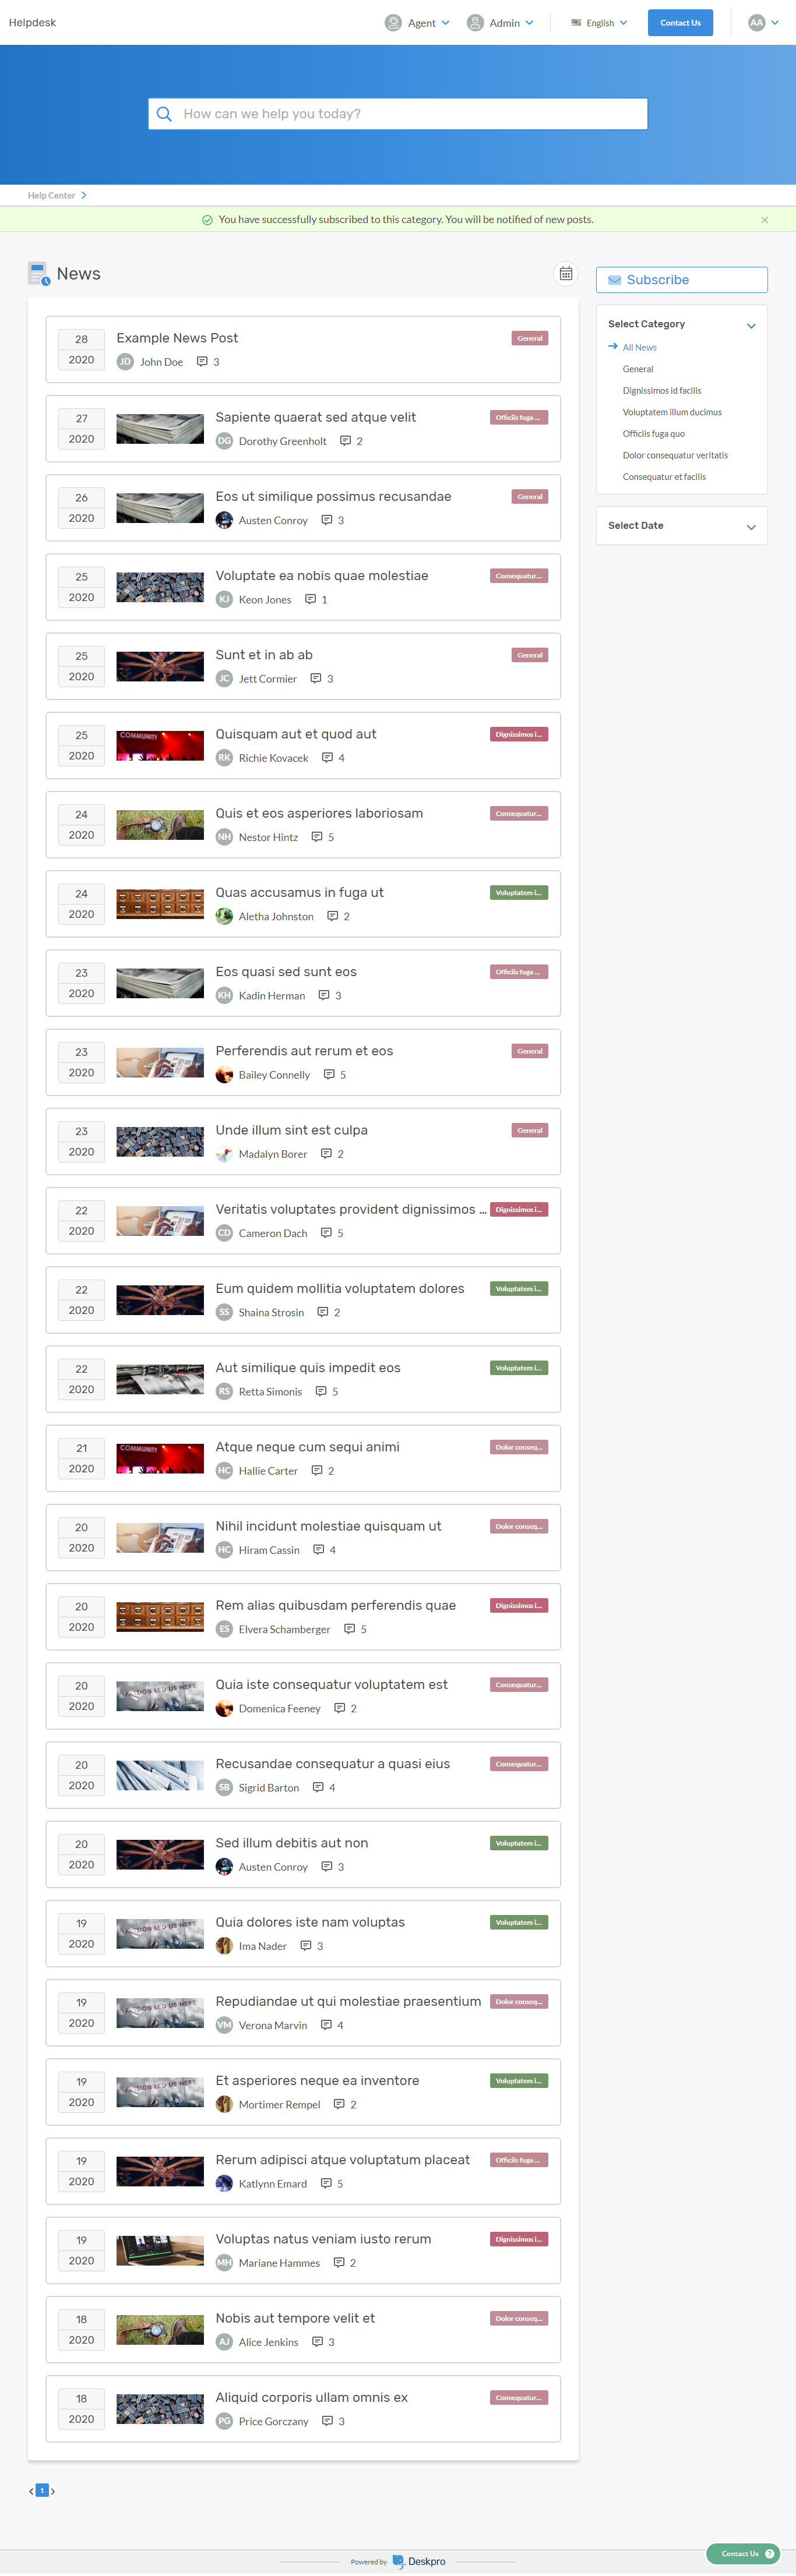 Helpdesk
Agent
Admin
English
Contact Us
AA
How can we help you today?
Help Center
You have successfully subscribed to this category. You will be notified of new posts.
News
Subscribe
Select Category
All News
General
Dignissimos id facilis
Voluptatem illum ducimus
Officiis fuga quo
Dolor consequatur veritatis
Consequatur et facilis
Select Date
28
2020
Example News Post
General
JD John Doe 3
27
2020
Sapiente quaerat sed atque velit
Officiis fuga ...
DG Dorothy Greenholt 2
26
2020
Eos ut similique possimus recusandae
General
Austen Conroy 3
25
2020
Voluptate ea nobis quae molestiae
Consequatur...
KJ Keon Jones 1
25
2020
Sunt et in ab ab
General
JC Jett Cormier 3
25
2020
COMMUNITY
Quisquam aut et quod aut
Dignissimos i...
RK Richie Kovacek 4
24
2020
Quis et eos asperiores laboriosam
Consequatur...
NH Nestor Hintz 5
24
2020
Quas accusamus in fuga ut
Voluptatem i...
Aletha Johnston 2
23
2020
Eos quasi sed sunt eos
Officiis fuga ...
KH Kadin Herman 3
23
2020
Perferendis aut rerum et eos
General
Bailey Connelly 5
23
2020
Unde illum sint est culpa
General
Madalyn Borer 2
22
2020
Veritatis voluptates provident dignissimos ...
Dignissimos i...
CD Cameron Dach 5
22
2020
Eum quidem mollitia voluptatem dolores
Voluptatem i...
SS Shaina Strosin 2
22
2020
Aut similique quis impedit eos
Voluptatem i...
RS Retta Simonis 5
21
2020
COMMUNITY
Atque neque cum sequi animi
Dolor conseq...
HC Hallie Carter 2
20
2020
Nihil incidunt molestiae quisquam ut
Dolor conseq...
HC Hiram Cassin 4
20
2020
Rem alias quibusdam perferendis quae
Dignissimos i...
ES Elvera Schamberger 5
20
2020
LED US HERE
Quia iste consequatur voluptatem est
Consequatur...
Domenica Feeney 2
20
2020
Recusandae consequatur a quasi eius
Consequatur...
SB Sigrid Barton 4
20
2020
Sed illum debitis aut non
Voluptatem i...
Austen Conroy 3
19
2020
LED US HERE
Quia dolores iste nam voluptas
Voluptatem i...
Ima Nader 3
19
2020
LED US HERE
Repudiandae ut qui molestiae praesentium
Dolor conseq...
VM Verona Marvin 4
19
2020
LED US HERE
Et asperiores neque ea inventore
Voluptatem i...
Mortimer Rempel 2
19
2020
Rerum adipisci atque voluptatum placeat
Officiis fuga ...
Katlynn Emard 5
19
2020
Voluptas natus veniam iusto rerum
Dignissimos i...
MH Mariane Hammes 2
18
2020
Nobis aut tempore velit et
Dolor conseq...
AJ Alice Jenkins 3
18
2020
Aliquid corporis ullam omnis ex
Consequatur...
PG Price Gorczany 3
1
Contact Us ?
Powered by Deskpro